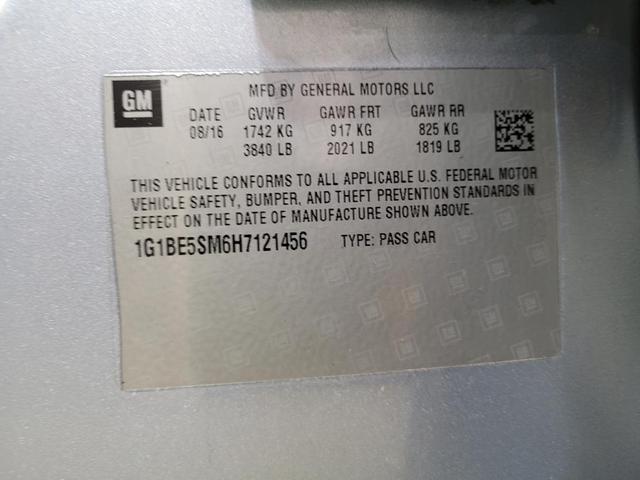 GM
MFD BY GENERAL MOTORS LLC
DATE GVWR GAWR FRT GAWR RR
08/16 1742 KG 917 KG 825 KG
3840 LB 2021 LB 1819 LB
THIS VEHICLE CONFORMS TO ALL APPLICABLE U.S. FEDERAL MOTOR
VEHICLE SAFETY, BUMPER, AND THEFT PREVENTION STANDARDS IN
EFFECT ON THE DATE OF MANUFACTURE SHOWN ABOVE.
1G1BE5SM6H7121456 TYPE: PASS CAR